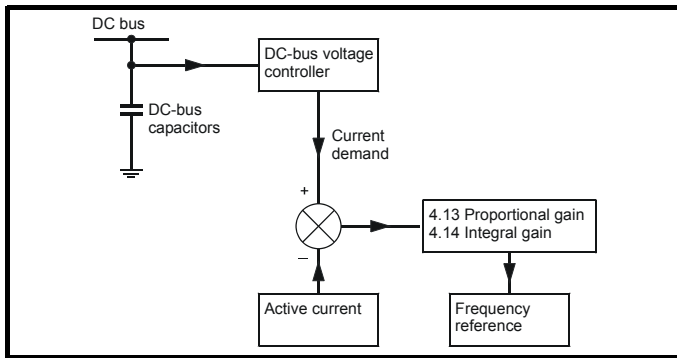 DC bus
DC-bus voltage
controller
DC-bus
capacitors
Current
demand
+
4.13 Proportional gain
4.14 Integral gain
–
Active current
Frequency
reference